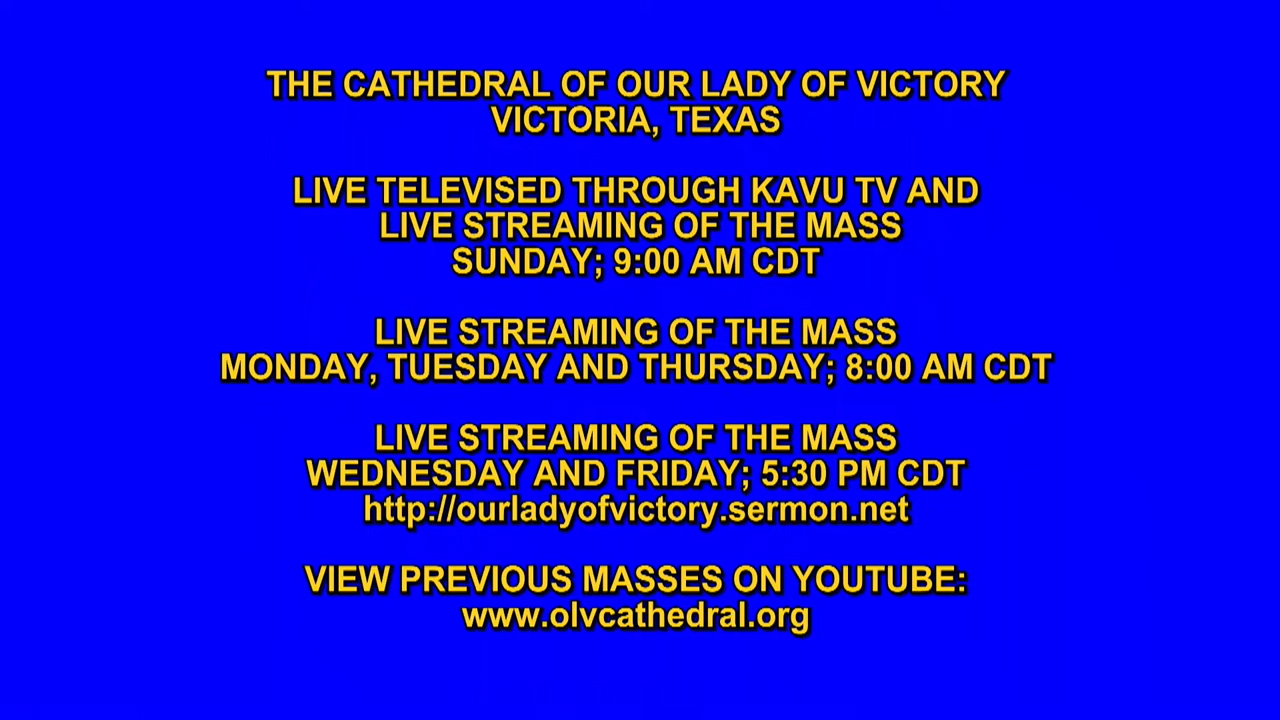 THE CATHEDRAL OF OUR LADY OF VICTORY
VICTORIA, TEXAS
LIVE TELEVISED THROUGH KAVU TV AND
LIVE STREAMING OF THE MASS
SUNDAY; 9:00 AM CDT
LIVE STREAMING OF THE MASS
MONDAY, TUESDAY AND THURSDAY; 8:00 AM CDT
LIVE STREAMING OF THE MASS
WEDNESDAY AND FRIDAY; 5:30 PM CDT
http://ourladyofvictory.sermon.net
VIEW PREVIOUS MASSES ON YOUTUBE:
www.olvcathedral.org